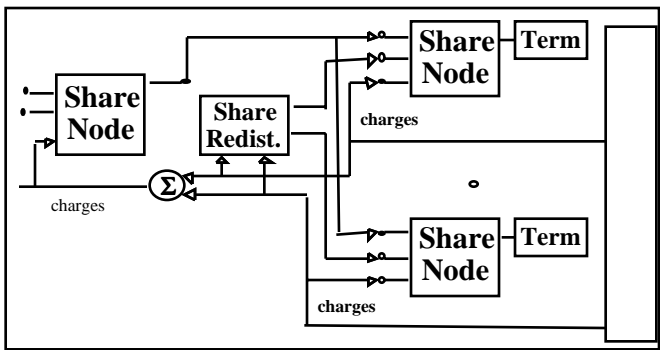 Share
Node
Term
Share
Node
Share
Redist.
charges
Σ
charges
Share
Node
Term
charges